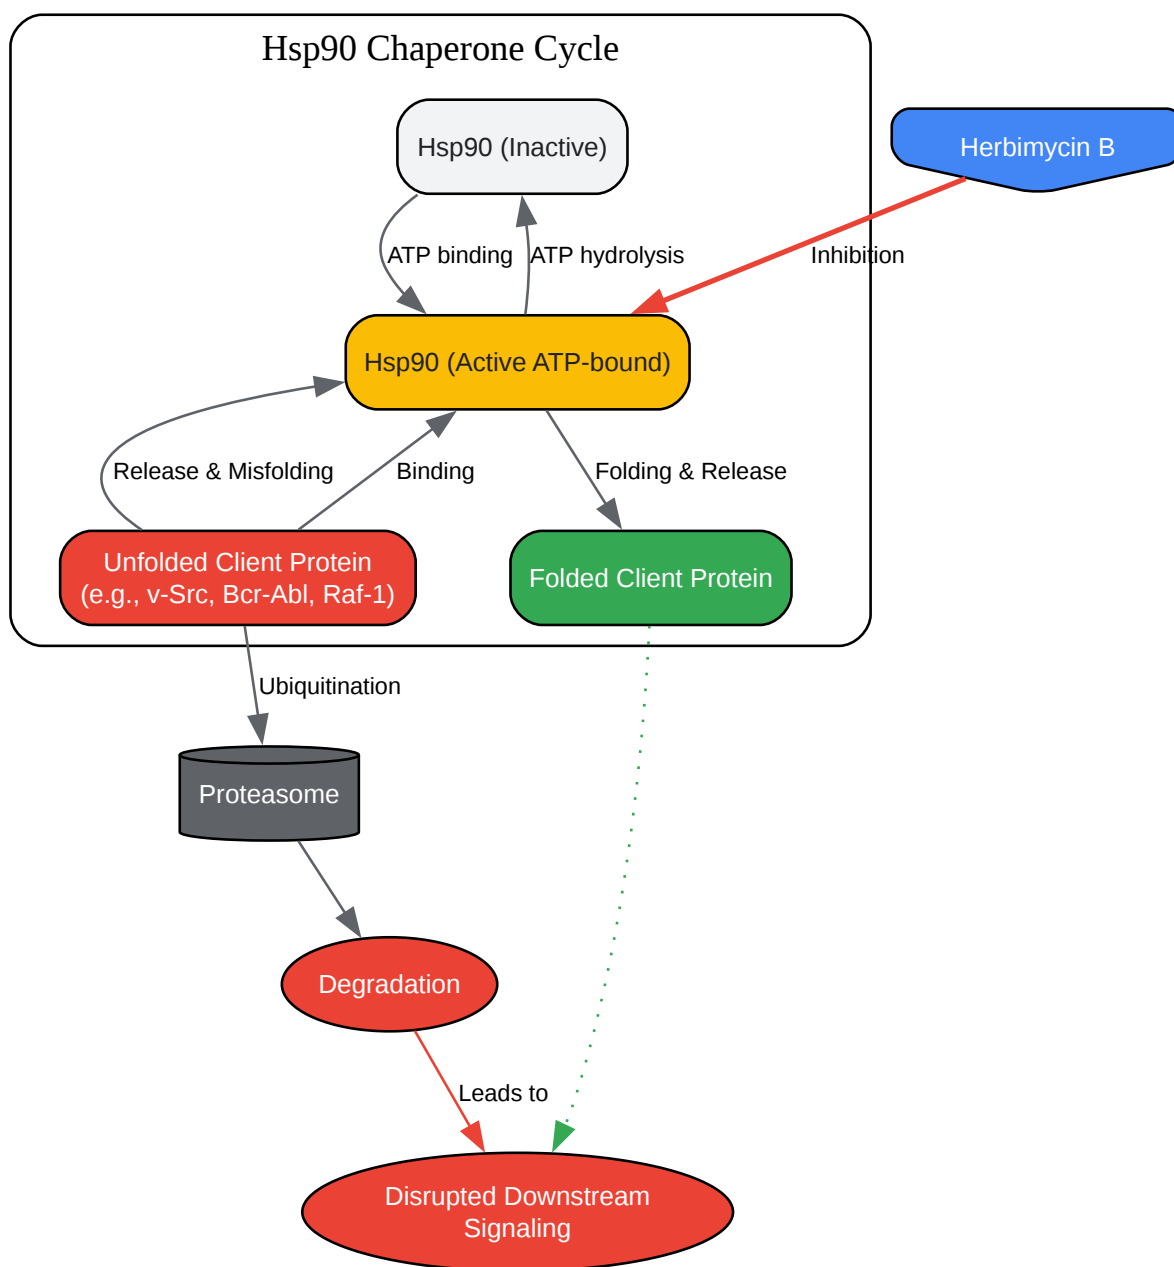 Hsp90 Chaperone Cycle
Hsp90 (Inactive)
Herbimycin B
ATP binding
ATP hydrolysis
Inhibition
Hsp90 (Active ATP-bound)
Release & Misfolding
Binding
Folding & Release
Unfolded Client Protein
(e.g., v-Src, Bcr-Abl, Raf-1)
Folded Client Protein
Ubiquitination
Proteasome
Degradation
Leads to
Disrupted Downstream
Signaling